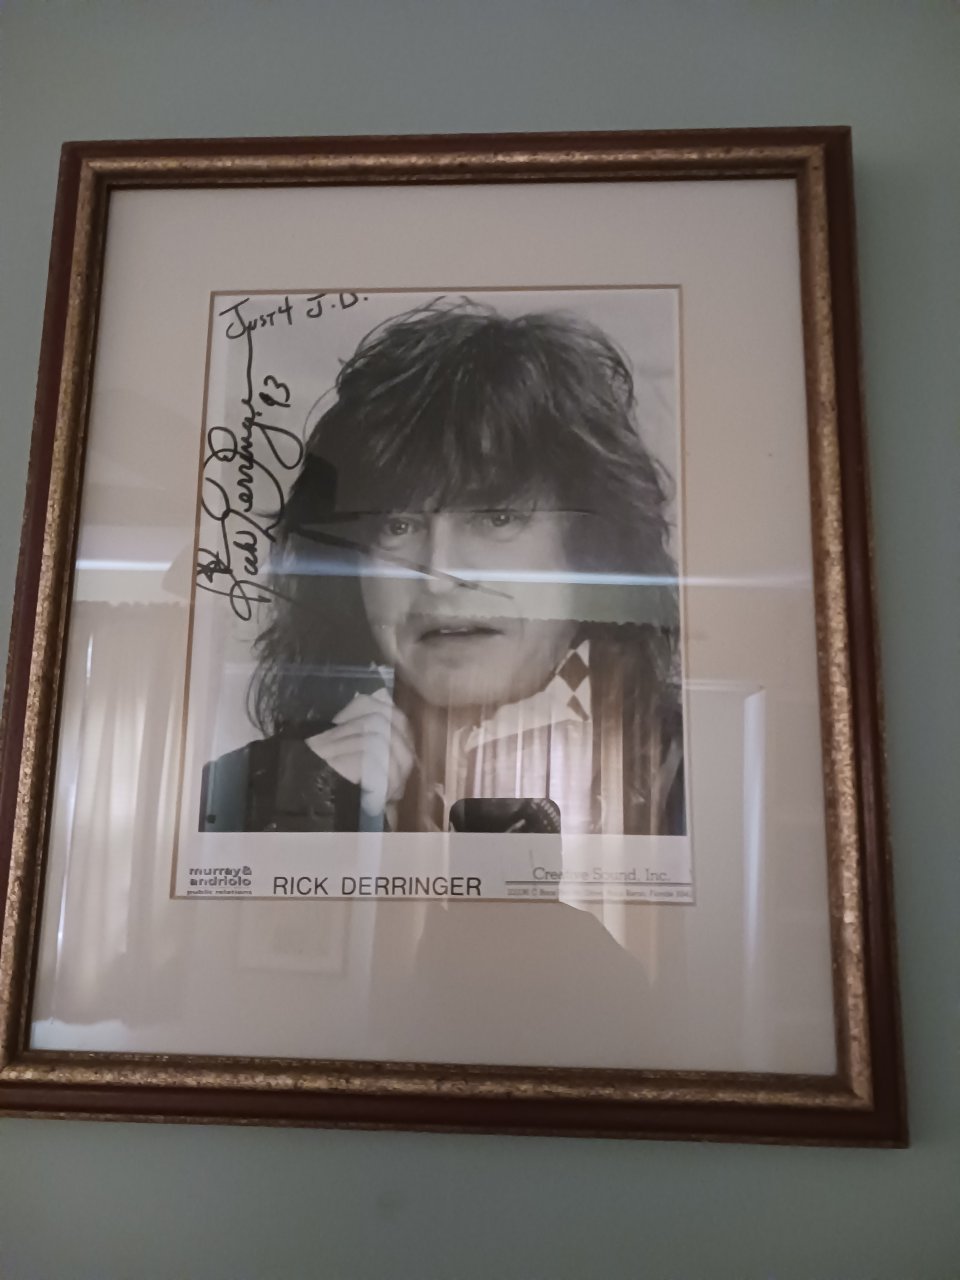 Just 4 J.D.
Rick Derringer '93
murray &
andriolo
public relations
RICK DERRINGER
Creative Sound, Inc.